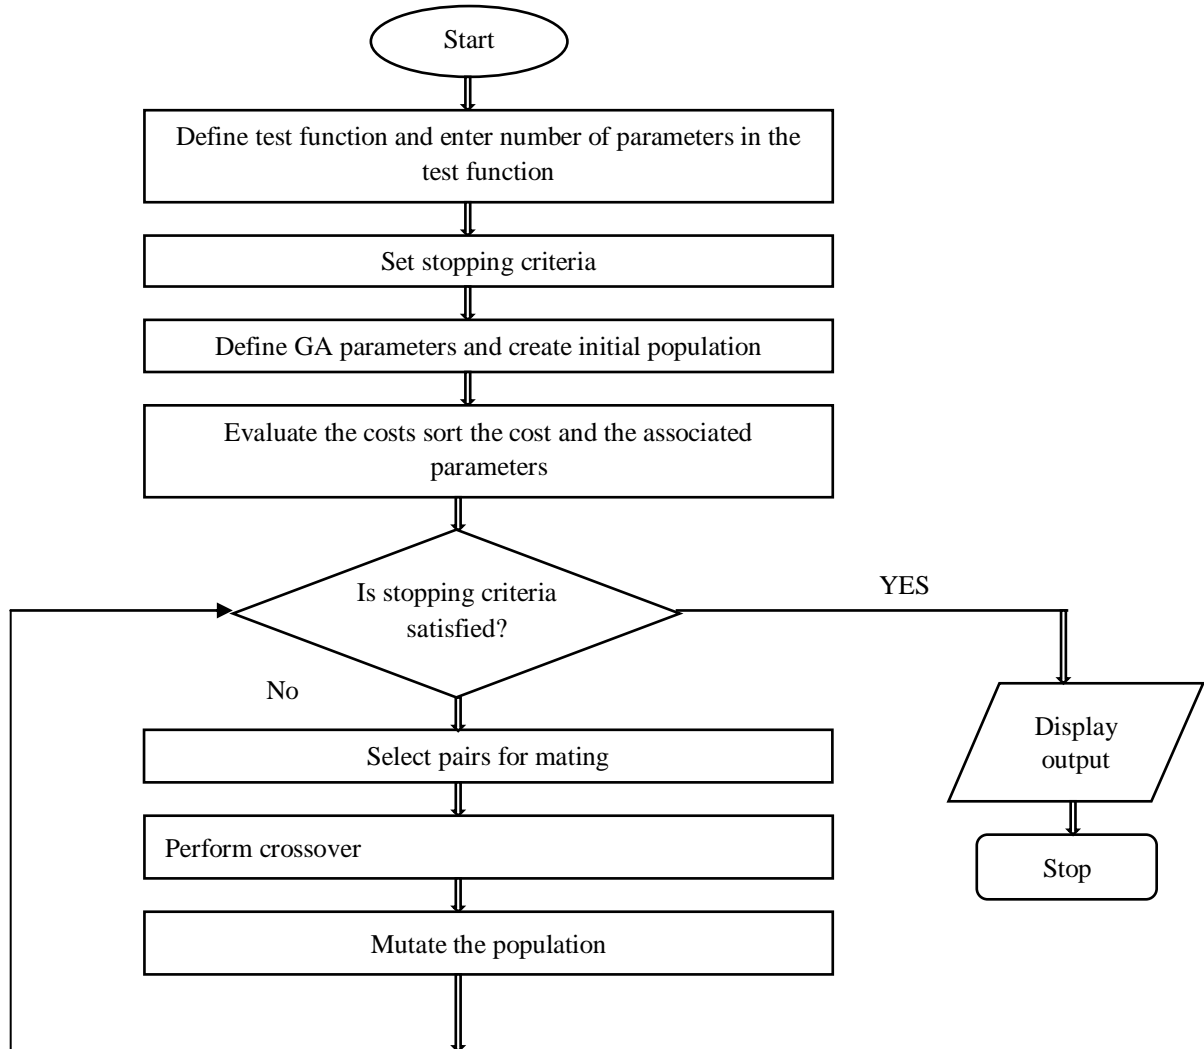 Start
Define test function and enter number of parameters in the
test function
Set stopping criteria
Define GA parameters and create initial population
Evaluate the costs sort the cost and the associated
parameters
Is stopping criteria
satisfied?
YES
No
Display
output
Select pairs for mating
Perform crossover
Stop
Mutate the population